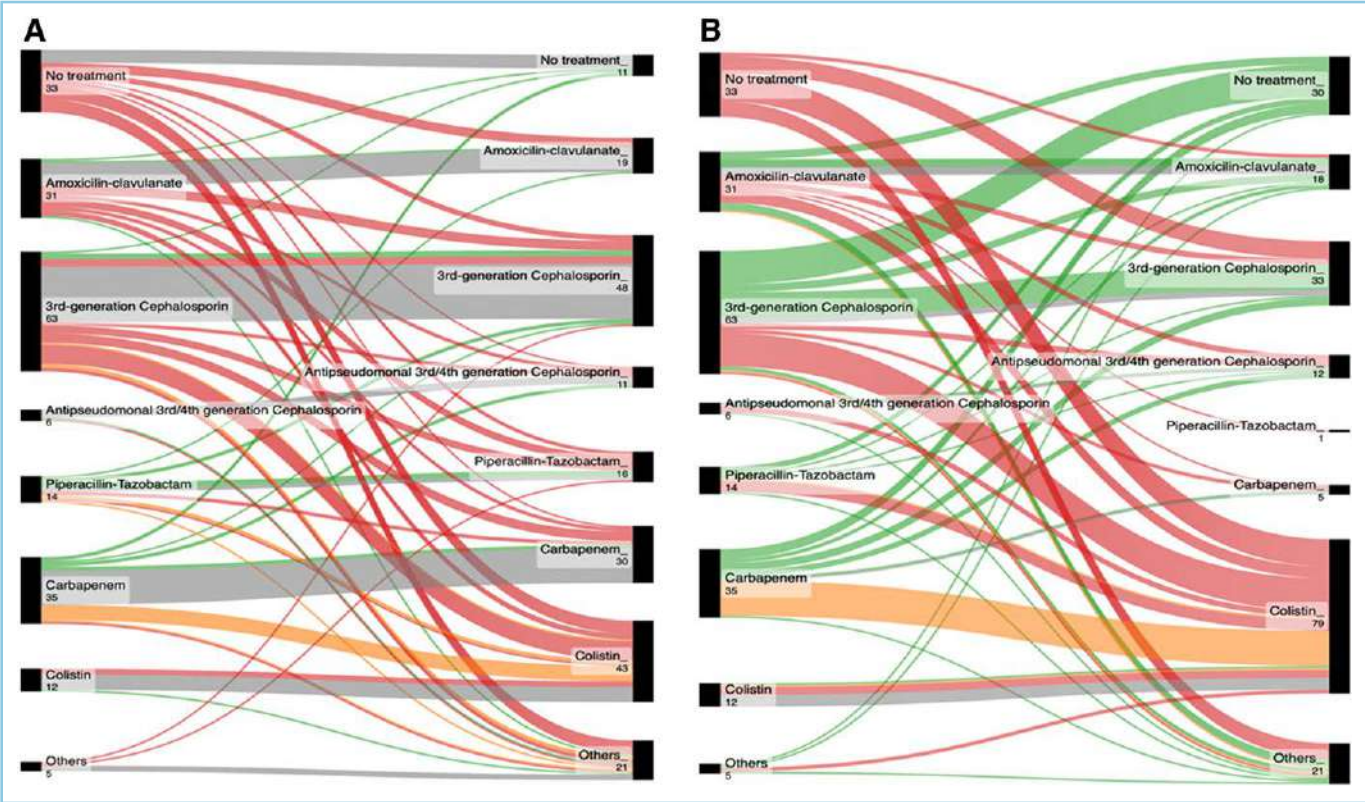 A
No treatment
33
Amoxicilin-clavulanate
31
3rd-generation Cephalosporin
63
Antipseudomonal 3rd/4th generation Cephalosporin
6
Piperacillin-Tazobactam
14
Carbapenem
35
Colistin
12
Others
5
No treatment_
11
Amoxicilin-clavulanate_
19
3rd-generation Cephalosporin_
48
Antipseudomonal 3rd/4th generation Cephalosporin_
11
Piperacillin-Tazobactam_
16
Carbapenem_
30
Colistin_
43
Others_
21
B
No treatment
33
Amoxicilin-clavulanate
31
3rd-generation Cephalosporin
63
Antipseudomonal 3rd/4th generation Cephalosporin
6
Piperacillin-Tazobactam
14
Carbapenem
35
Colistin
12
Others
5
No treatment_
30
Amoxicilin-clavulanate_
18
3rd-generation Cephalosporin_
33
Antipseudomonal 3rd/4th generation Cephalosporin_
12
Piperacillin-Tazobactam_
1
Carbapenem_
5
Colistin_
79
Others_
21